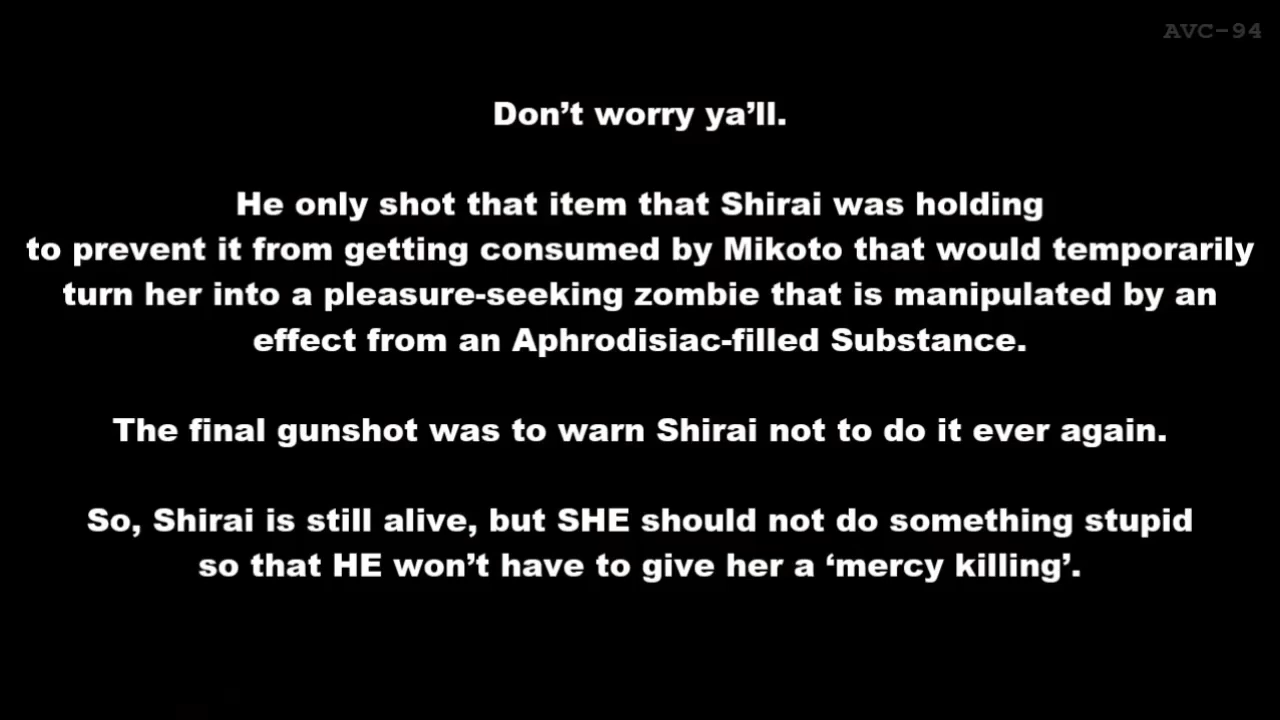 AVC-94
Don’t worry ya’ll.
He only shot that item that Shirai was holding
to prevent it from getting consumed by Mikoto that would temporarily
turn her into a pleasure-seeking zombie that is manipulated by an
effect from an Aphrodisiac-filled Substance.
The final gunshot was to warn Shirai not to do it ever again.
So, Shirai is still alive, but SHE should not do something stupid
so that HE won’t have to give her a ‘mercy killing’.